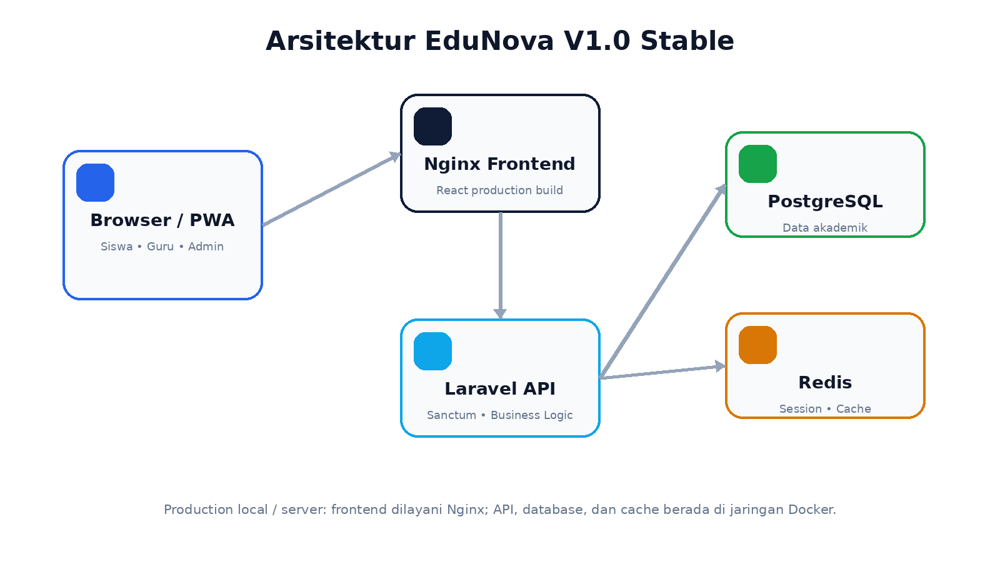 Arsitektur EduNova V1.0 Stable
Browser / PWA
Siswa • Guru • Admin
Nginx Frontend
React production build
Laravel API
Sanctum • Business Logic
PostgreSQL
Data akademik
Redis
Session • Cache
Production local / server: frontend dilayani Nginx; API, database, dan cache berada di jaringan Docker.